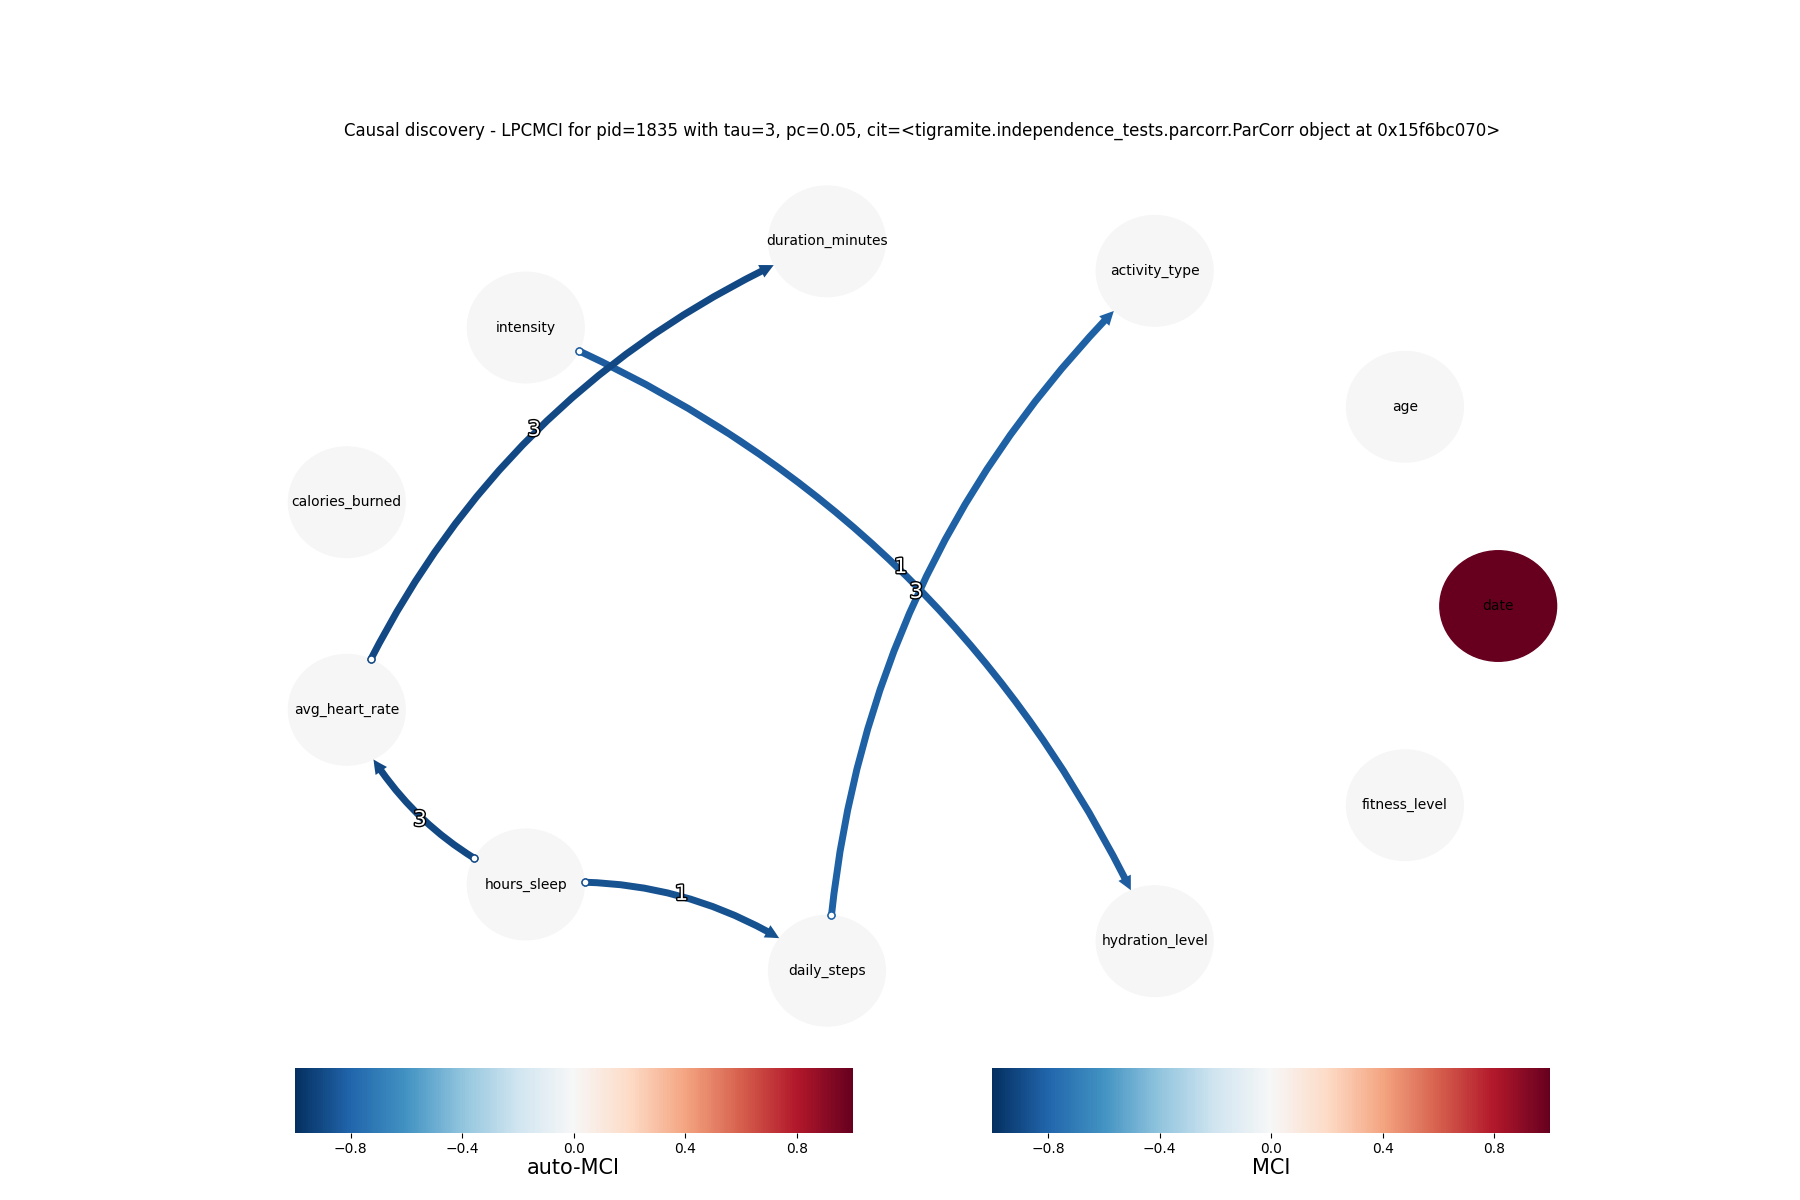 Causal discovery - LPCMCI for pid=1835 with tau=3, pc=0.05, cit=<tigramite.independence_tests.parcorr.ParCorr object at 0x15f6bc070>
duration_minutes
activity_type
intensity
age
3
calories_burned
1
3
date
avg_heart_rate
fitness_level
3
hours_sleep
1
hydration_level
daily_steps
−0.8 −0.4 0.0 0.4 0.8
auto-MCI
−0.8 −0.4 0.0 0.4 0.8
MCI